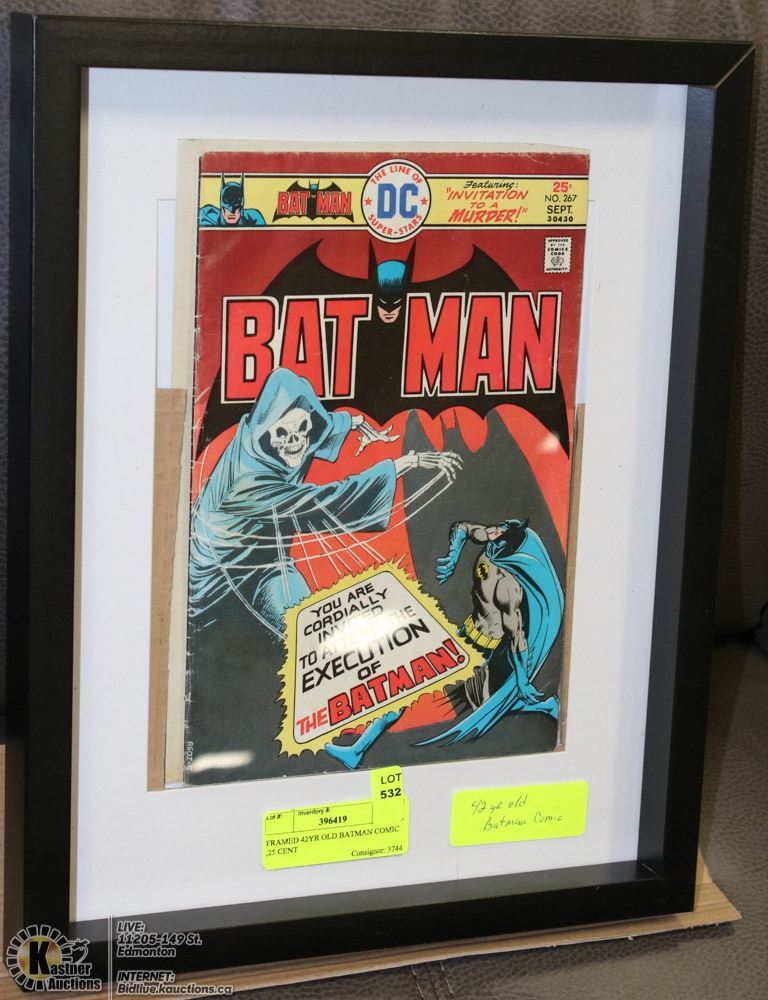 BATMAN
THE LINE OF
DC
SUPER-STARS
Featuring:
"INVITATION
TO A
MURDER!"
25¢
NO. 267
SEPT.
30430
APPROVED
BY THE
COMICS
CODE
AUTHORITY
BATMAN
YOU ARE
CORDIALLY
INVITED
TO THE
EXECUTION
OF
THE BATMAN!
LOT
532
Lot #:
Inventory #:
396419
FRAMED 42YR OLD BATMAN COMIC
,25 CENT
Consignee: 3744
42 yr old
Batman Comic
Kastner
Auctions
LIVE:
11205-149 St.
Edmonton
INTERNET:
Bidlive.kauctions.ca